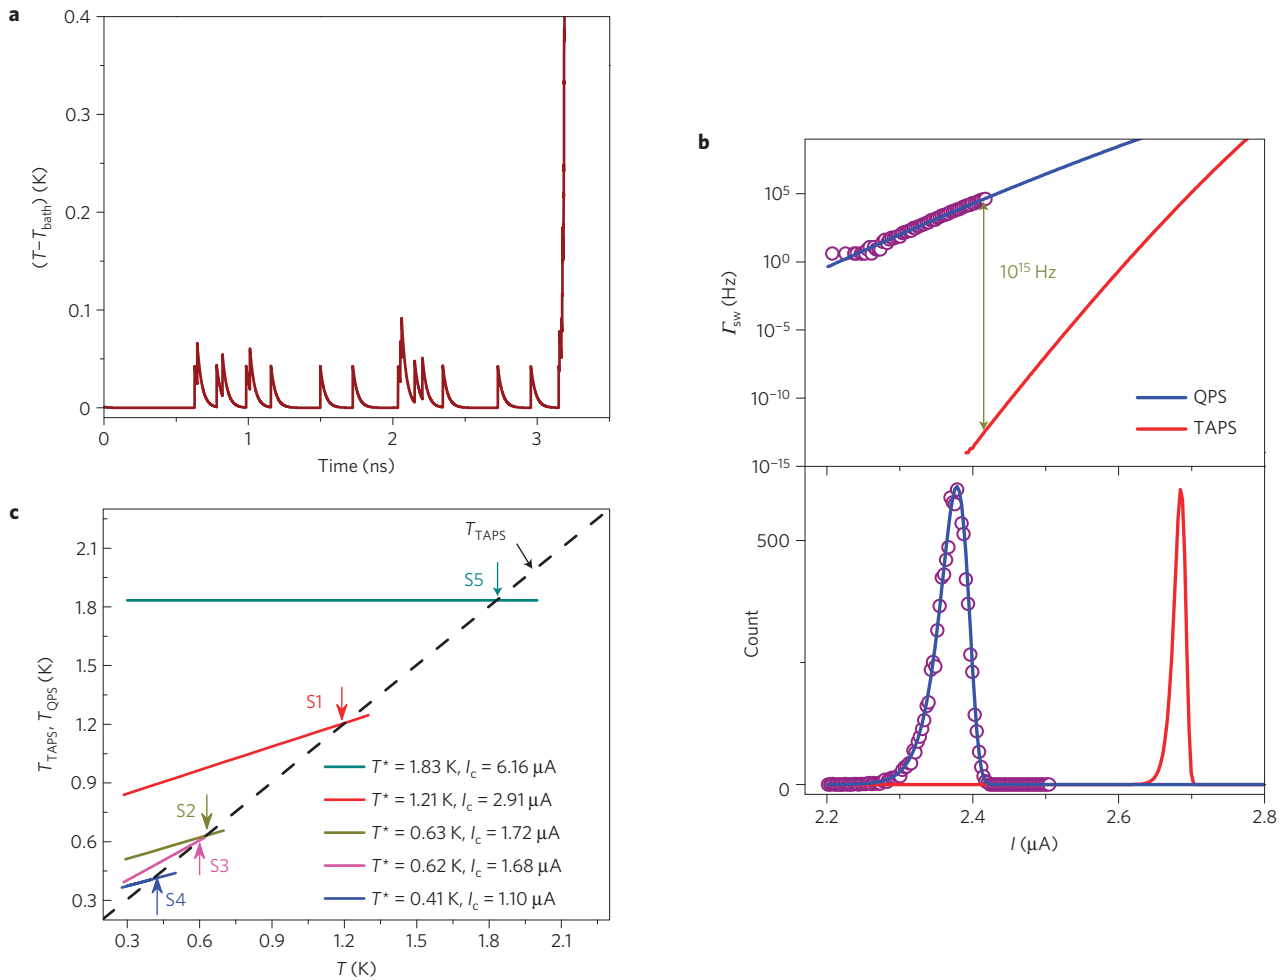 a
0.4
0.3
0.2
0.1
0
(T–T_bath) (K)
0
1
2
3
Time (ns)
b
10^5
10^0
10^−5
10^−10
10^−15
Γ_sw (Hz)
10^15 Hz
QPS
TAPS
500
0
Count
2.2
2.4
2.6
2.8
I (μA)
c
2.1
1.8
1.5
1.2
0.9
0.6
0.3
T_TAPS, T_QPS (K)
T_TAPS
S5
S1
S2
S3
S4
T* = 1.83 K, I_c = 6.16 μA
T* = 1.21 K, I_c = 2.91 μA
T* = 0.63 K, I_c = 1.72 μA
T* = 0.62 K, I_c = 1.68 μA
T* = 0.41 K, I_c = 1.10 μA
0.3
0.6
0.9
1.2
1.5
1.8
2.1
T (K)